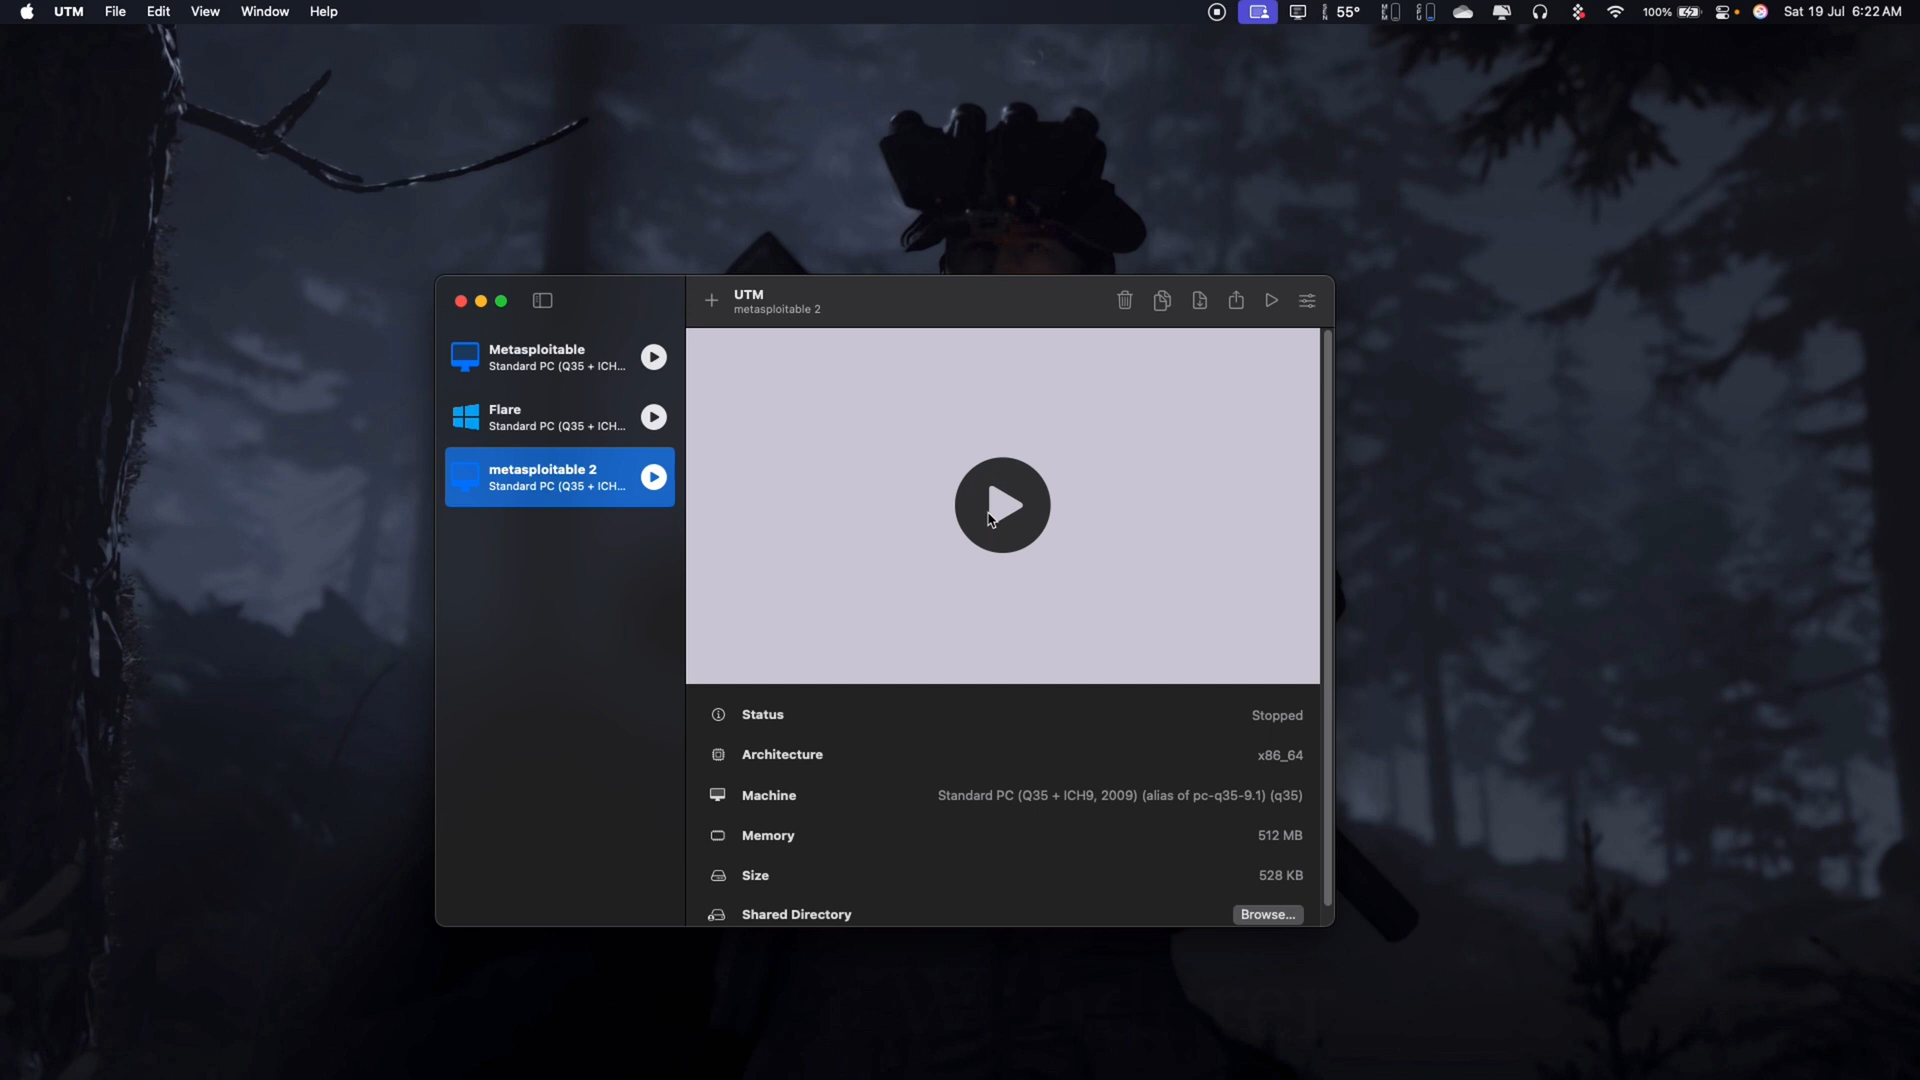 UTM File Edit View Window Help
55° 100% Sat 19 Jul 6:22 AM
UTM
metasploitable 2
Metasploitable
Standard PC (Q35 + ICH...
Flare
Standard PC (Q35 + ICH...
metasploitable 2
Standard PC (Q35 + ICH...
Status Stopped
Architecture x86_64
Machine Standard PC (Q35 + ICH9, 2009) (alias of pc-q35-9.1) (q35)
Memory 512 MB
Size 528 KB
Shared Directory Browse...